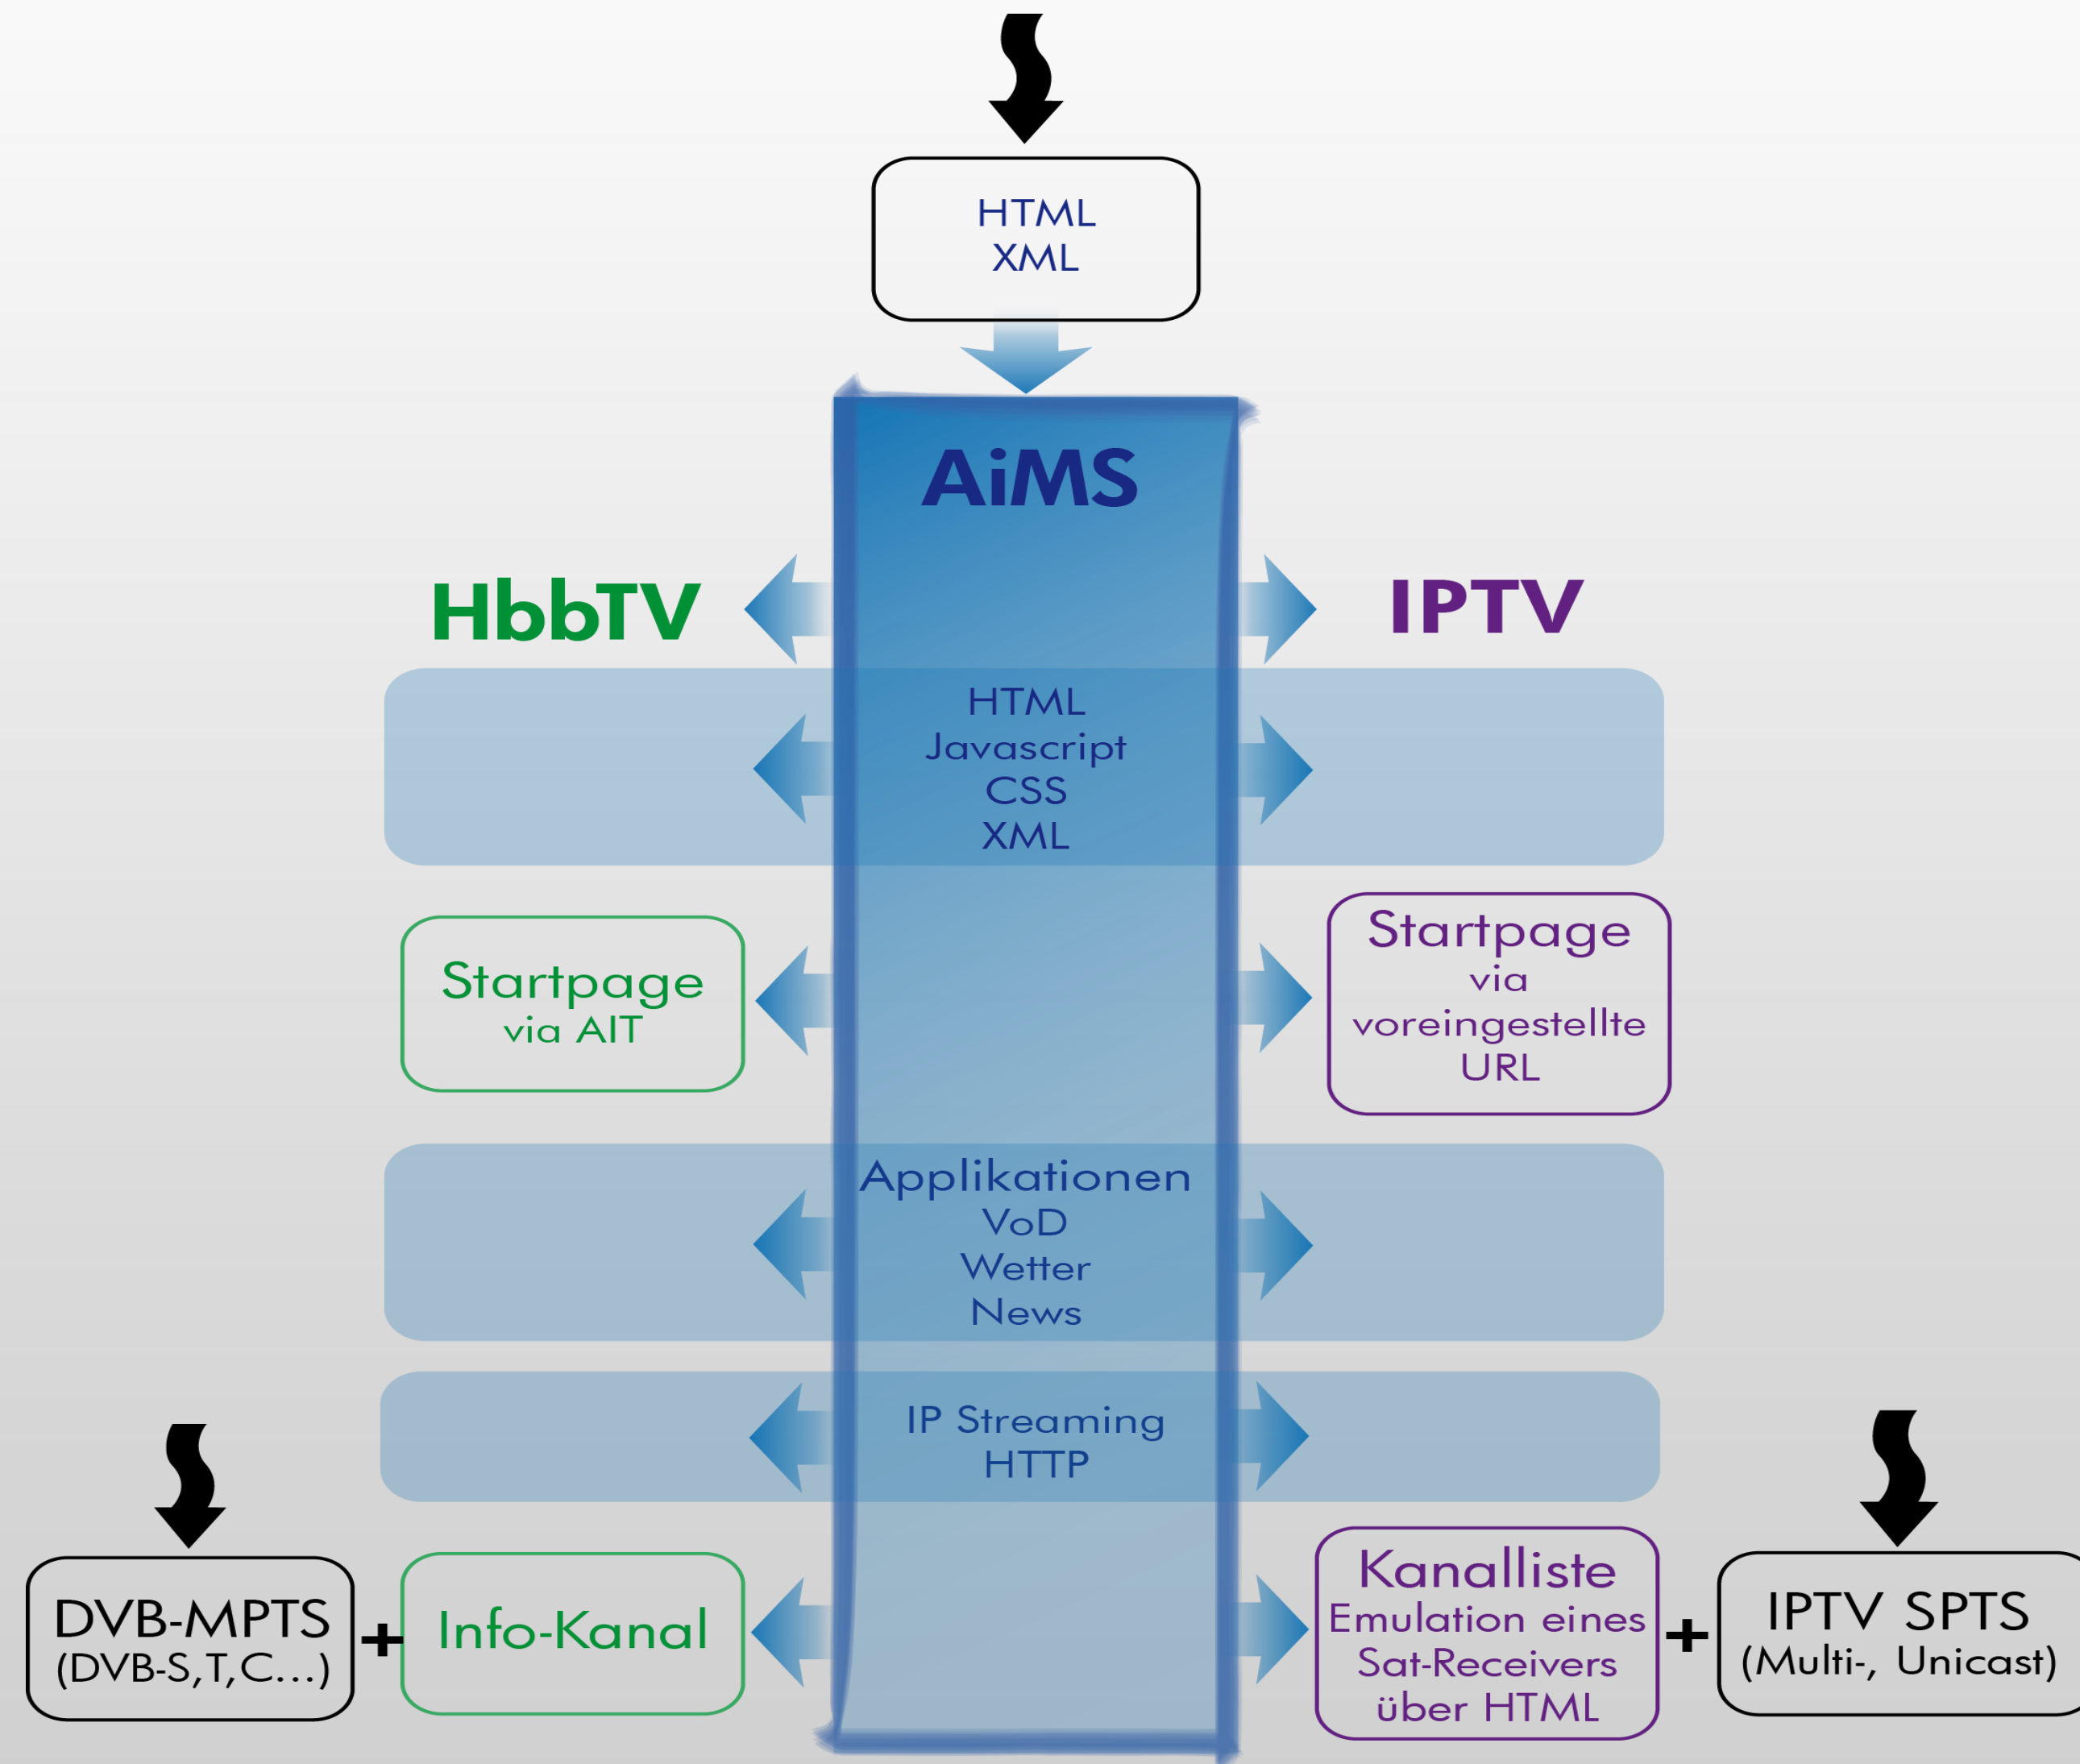 HTML
XML
AiMS
HbbTV
IPTV
HTML
Javascript
CSS
XML
Startpage
via AIT
Startpage
via
voreingestellte
URL
Applikationen
VoD
Wetter
News
IP Streaming
HTTP
DVB-MPTS
(DVB-S,T,C...)
+
Info-Kanal
Kanalliste
Emulation eines
Sat-Receivers
über HTML
+
IPTV SPTS
(Multi-, Unicast)